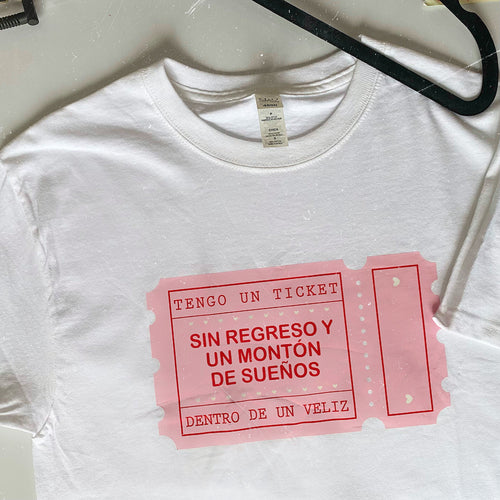 TENGO UN TICKET
SIN REGRESO Y
UN MONTÓN
DE SUEÑOS
DENTRO DE UN VELIZ